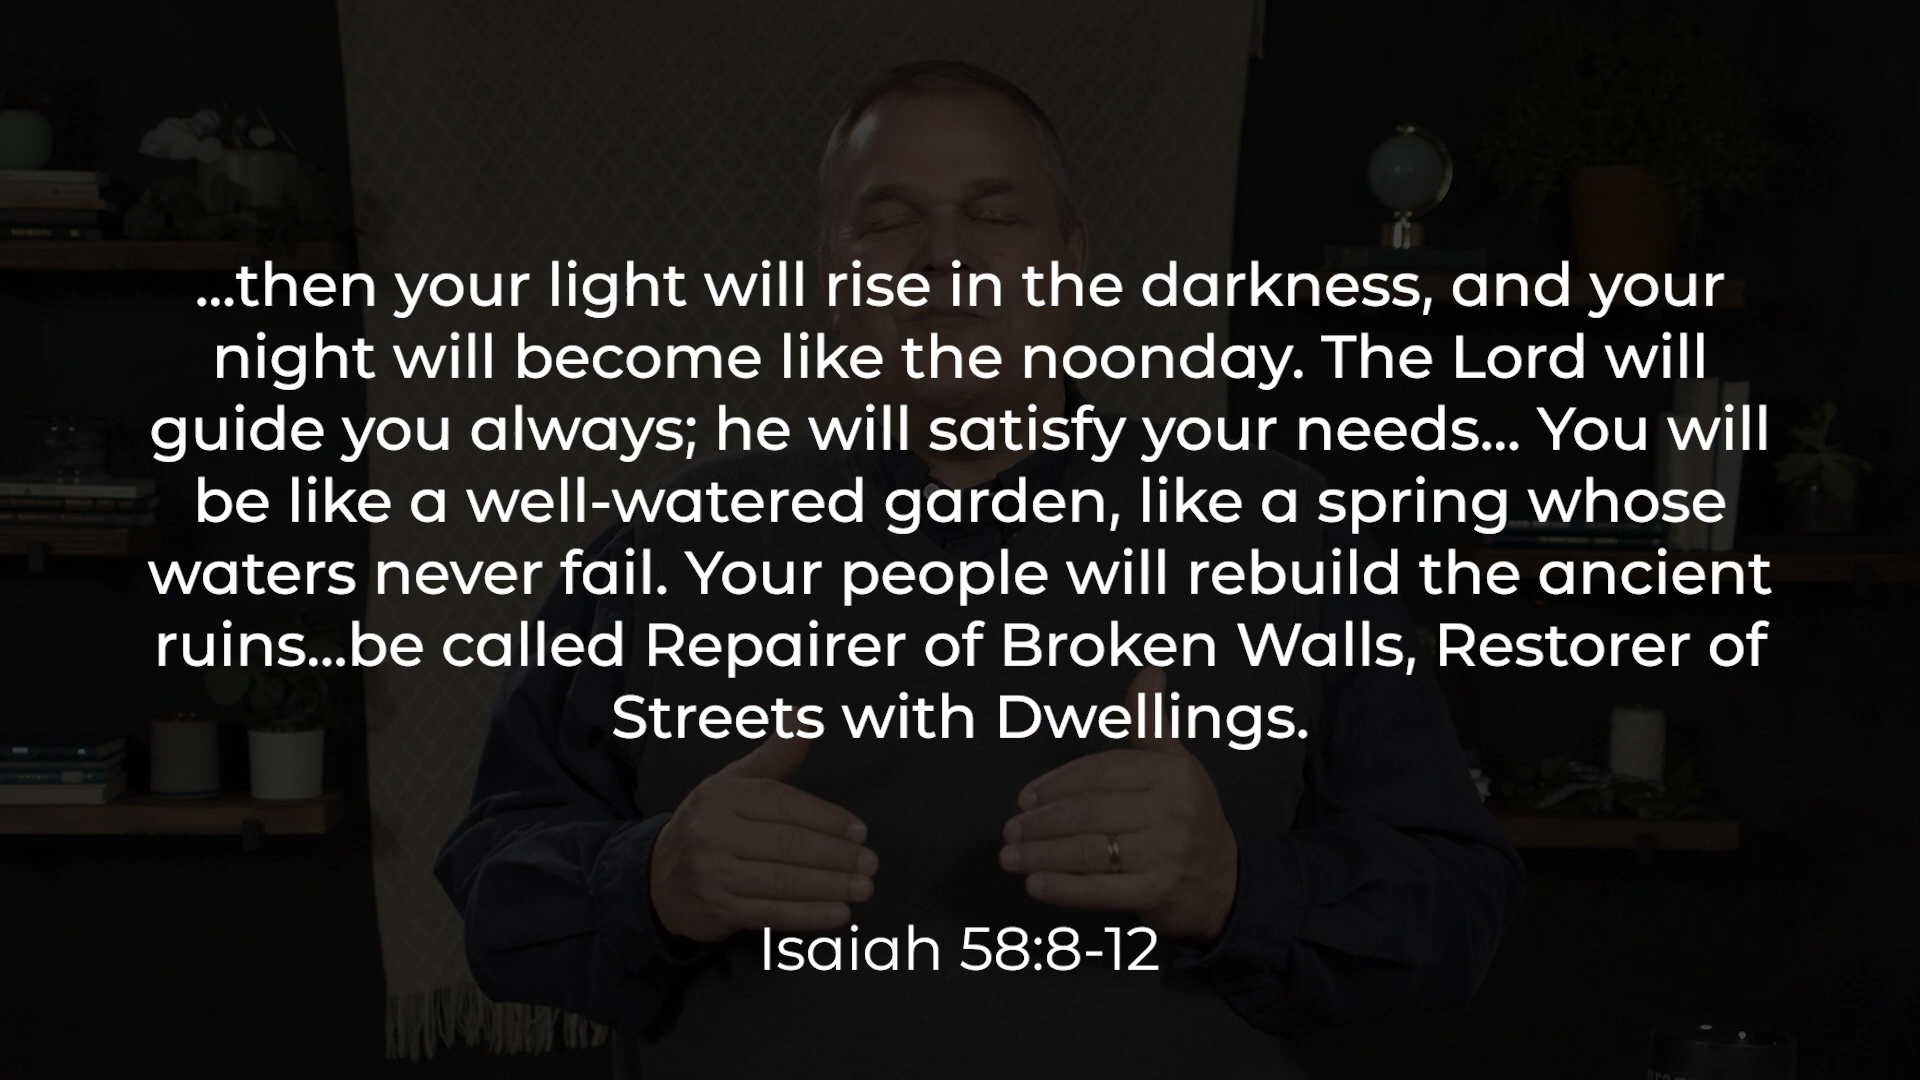 ...then your light will rise in the darkness, and your
night will become like the noonday. The Lord will
guide you always; he will satisfy your needs... You will
be like a well-watered garden, like a spring whose
waters never fail. Your people will rebuild the ancient
ruins...be called Repairer of Broken Walls, Restorer of
Streets with Dwellings.
Isaiah 58:8-12